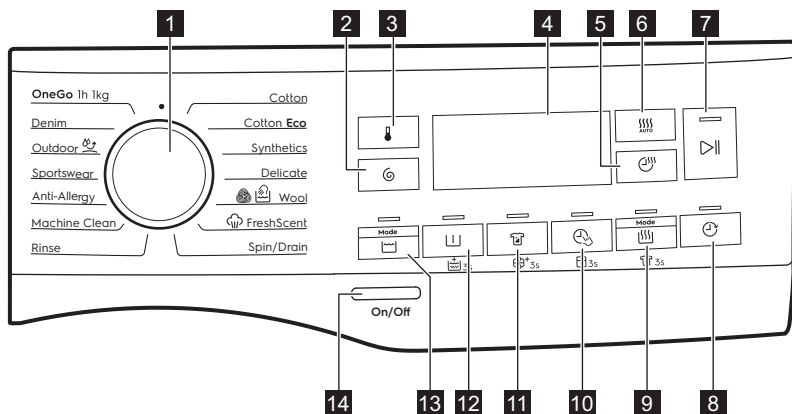 1
2
3
4
5
6
7
OneGo 1h 1kg
Denim
Outdoor
Sportswear
Anti-Allergy
Machine Clean
Rinse
Cotton
Cotton Eco
Synthetics
Delicate
Wool
FreshScent
Spin/Drain
AUTO
Mode
Mode
3s
3s
3s
3s
On/Off
14
13
12
11
10
9
8